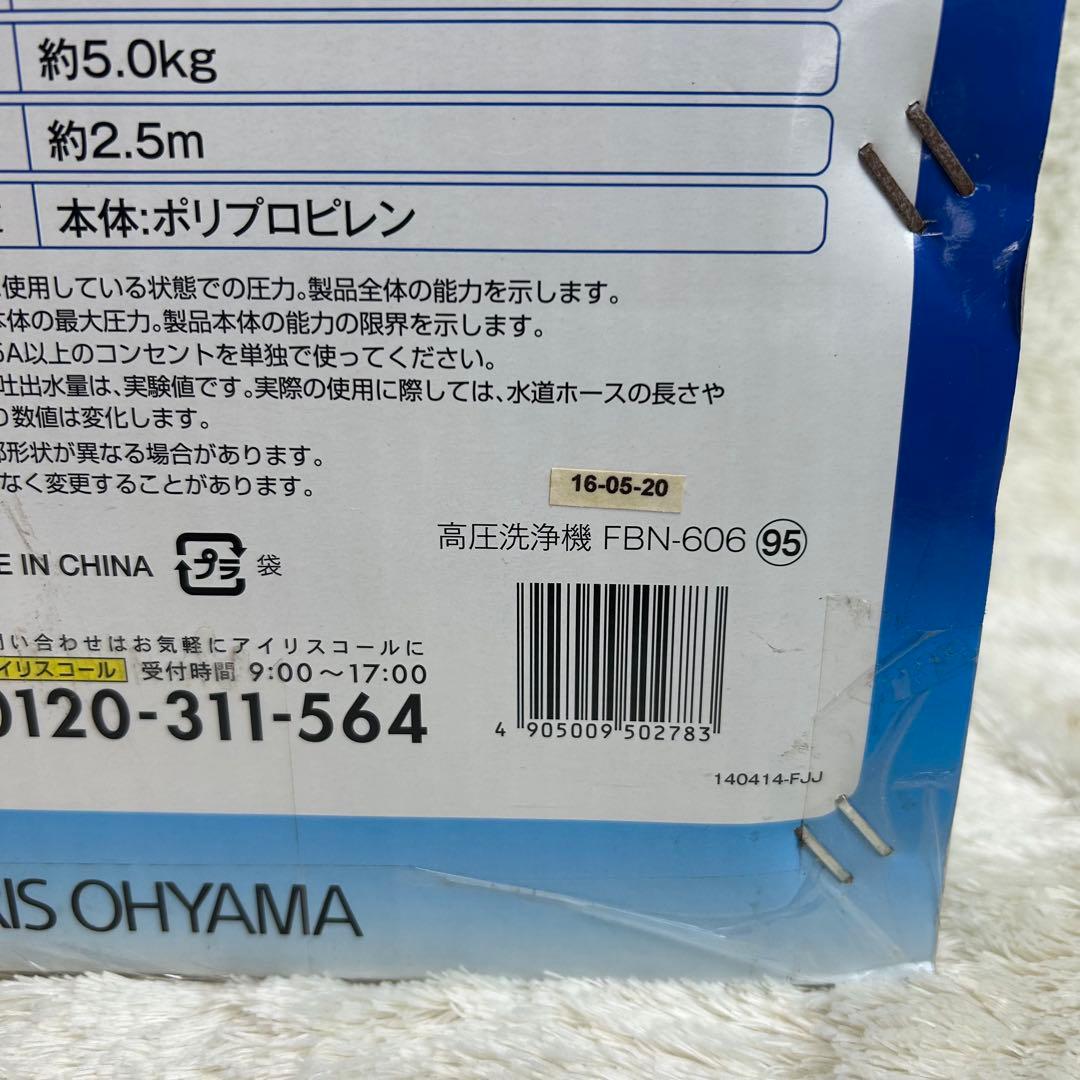 約5.0kg
約2.5m
本体:ポリプロピレン
使用している状態での圧力。製品全体の能力を示します。
体の最大圧力。製品本体の能力の限界を示します。
A以上のコンセントを単独で使ってください。
吐出水量は、実験値です。実際の使用に際しては、水道ホースの長さや
数値は変化します。
形状が異なる場合があります。
なく変更することがあります。
16-05-20
高圧洗浄機 FBN-606 95
E IN CHINA プラ 袋
い合わせはお気軽にアイリスコールに
イリスコール 受付時間 9:00～17:00
0120-311-564
4 905009 502783
140414-FJJ
RIS OHYAMA